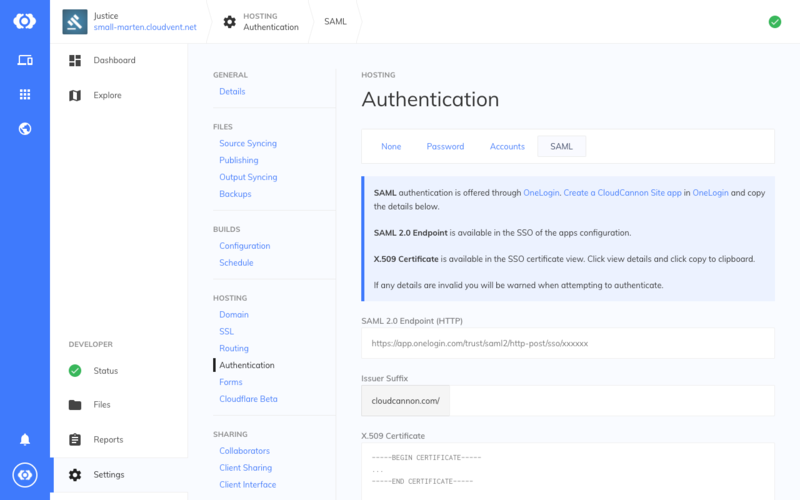 Justice
small-marten.cloudvent.net
HOSTING
Authentication
SAML
Dashboard
Explore
DEVELOPER
Status
Files
Reports
Settings
GENERAL
Details
FILES
Source Syncing
Publishing
Output Syncing
Backups
BUILDS
Configuration
Schedule
HOSTING
Domain
SSL
Routing
Authentication
Forms
Cloudflare Beta
SHARING
Collaborators
Client Sharing
Client Interface
HOSTING
Authentication
None Password Accounts SAML
SAML authentication is offered through OneLogin. Create a CloudCannon Site app in OneLogin and copy
the details below.
SAML 2.0 Endpoint is available in the SSO of the apps configuration.
X.509 Certificate is available in the SSO certificate view. Click view details and click copy to clipboard.
If any details are invalid you will be warned when attempting to authenticate.
SAML 2.0 Endpoint (HTTP)
https://app.onelogin.com/trust/saml2/http-post/sso/xxxxxx
Issuer Suffix
cloudcannon.com/
X.509 Certificate
-----BEGIN CERTIFICATE-----
...
-----END CERTIFICATE-----